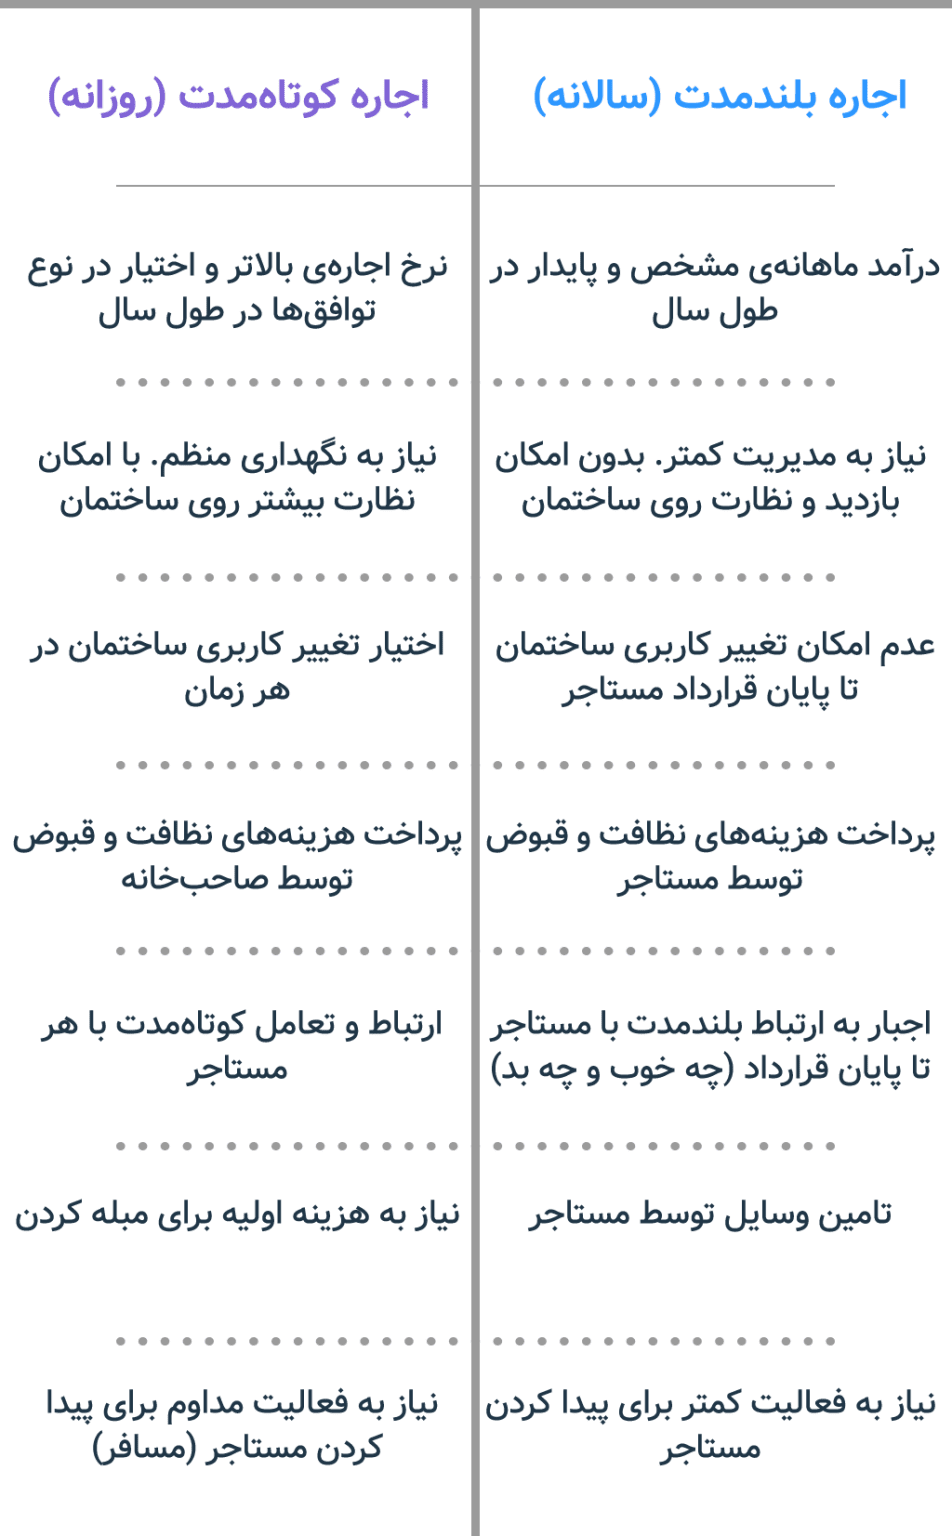 اجاره بلندمدت (سالانه)
اجاره کوتاه‌مدت (روزانه)
درآمد ماهانه‌ی مشخص و پایدار در
طول سال
نرخ اجاره‌ی بالاتر و اختیار در نوع
توافق‌ها در طول سال
نیاز به مدیریت کمتر. بدون امکان
بازدید و نظارت روی ساختمان
نیاز به نگهداری منظم. با امکان
نظارت بیشتر روی ساختمان
عدم امکان تغییر کاربری ساختمان
تا پایان قرارداد مستاجر
اختیار تغییر کاربری ساختمان در
هر زمان
پرداخت هزینه‌های نظافت و قبوض
توسط مستاجر
پرداخت هزینه‌های نظافت و قبوض
توسط صاحب‌خانه
اجبار به ارتباط بلندمدت با مستاجر
تا پایان قرارداد (چه خوب و چه بد)
ارتباط و تعامل کوتاه‌مدت با هر
مستاجر
تامین وسایل توسط مستاجر
نیاز به هزینه اولیه برای مبله کردن
نیاز به فعالیت کمتر برای پیدا کردن
مستاجر
نیاز به فعالیت مداوم برای پیدا
کردن مستاجر (مسافر)